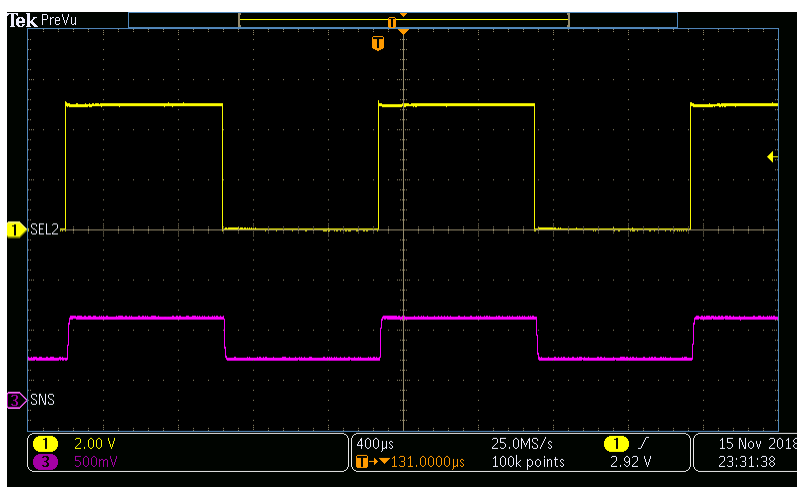 Tek PreVu
T
T
1 SEL2
3 SNS
1 2.00 V
3 500mV
400µs 25.0MS/s 1
T→▼131.0000µs 100k points 2.92 V
15 Nov 2018
23:31:38